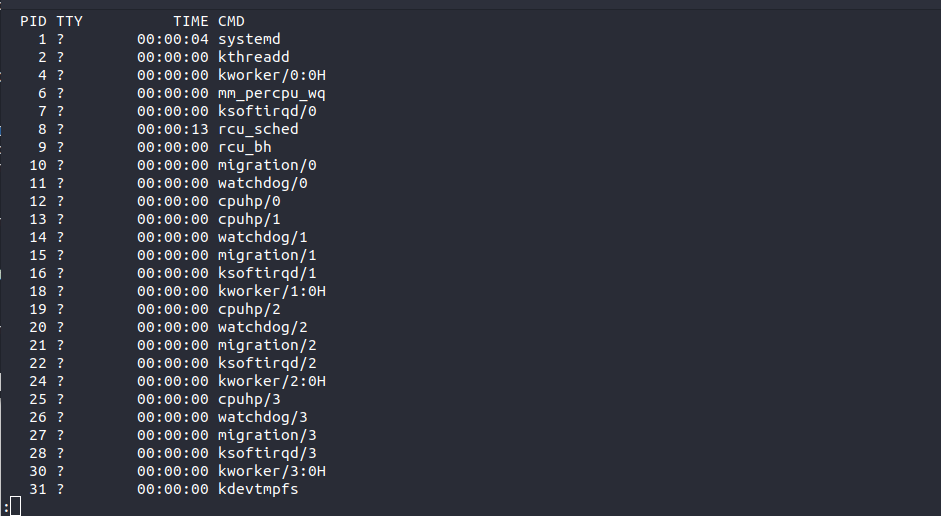 PID TTY          TIME CMD
    1 ?        00:00:04 systemd
    2 ?        00:00:00 kthreadd
    4 ?        00:00:00 kworker/0:0H
    6 ?        00:00:00 mm_percpu_wq
    7 ?        00:00:00 ksoftirqd/0
    8 ?        00:00:13 rcu_sched
    9 ?        00:00:00 rcu_bh
   10 ?        00:00:00 migration/0
   11 ?        00:00:00 watchdog/0
   12 ?        00:00:00 cpuhp/0
   13 ?        00:00:00 cpuhp/1
   14 ?        00:00:00 watchdog/1
   15 ?        00:00:00 migration/1
   16 ?        00:00:00 ksoftirqd/1
   18 ?        00:00:00 kworker/1:0H
   19 ?        00:00:00 cpuhp/2
   20 ?        00:00:00 watchdog/2
   21 ?        00:00:00 migration/2
   22 ?        00:00:00 ksoftirqd/2
   24 ?        00:00:00 kworker/2:0H
   25 ?        00:00:00 cpuhp/3
   26 ?        00:00:00 watchdog/3
   27 ?        00:00:00 migration/3
   28 ?        00:00:00 ksoftirqd/3
   30 ?        00:00:00 kworker/3:0H
   31 ?        00:00:00 kdevtmpfs
: